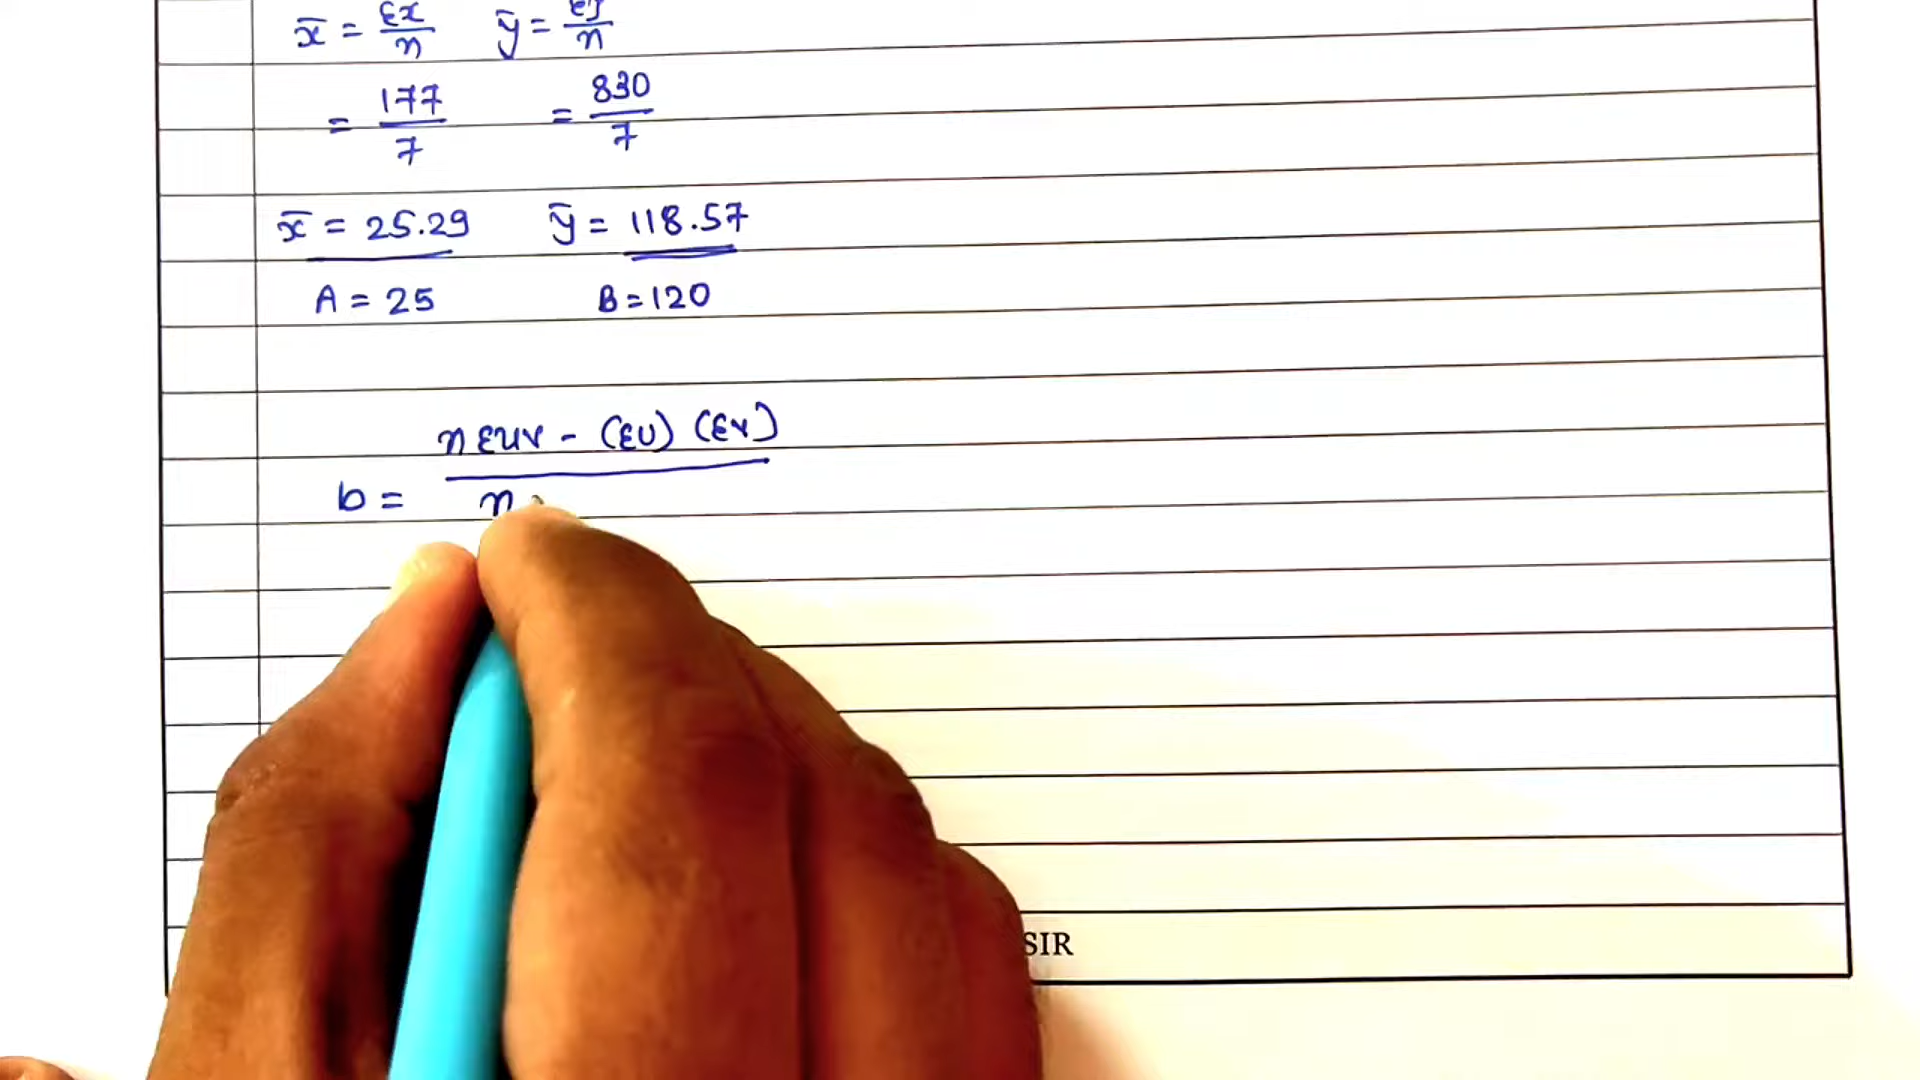 x̄ = Σx/n   ȳ = Σy/n
= 177/7   = 830/7
x̄ = 25.29   ȳ = 118.57
A = 25   B = 120
b = nΣuv - (Σu) (Σv) / n
SIR